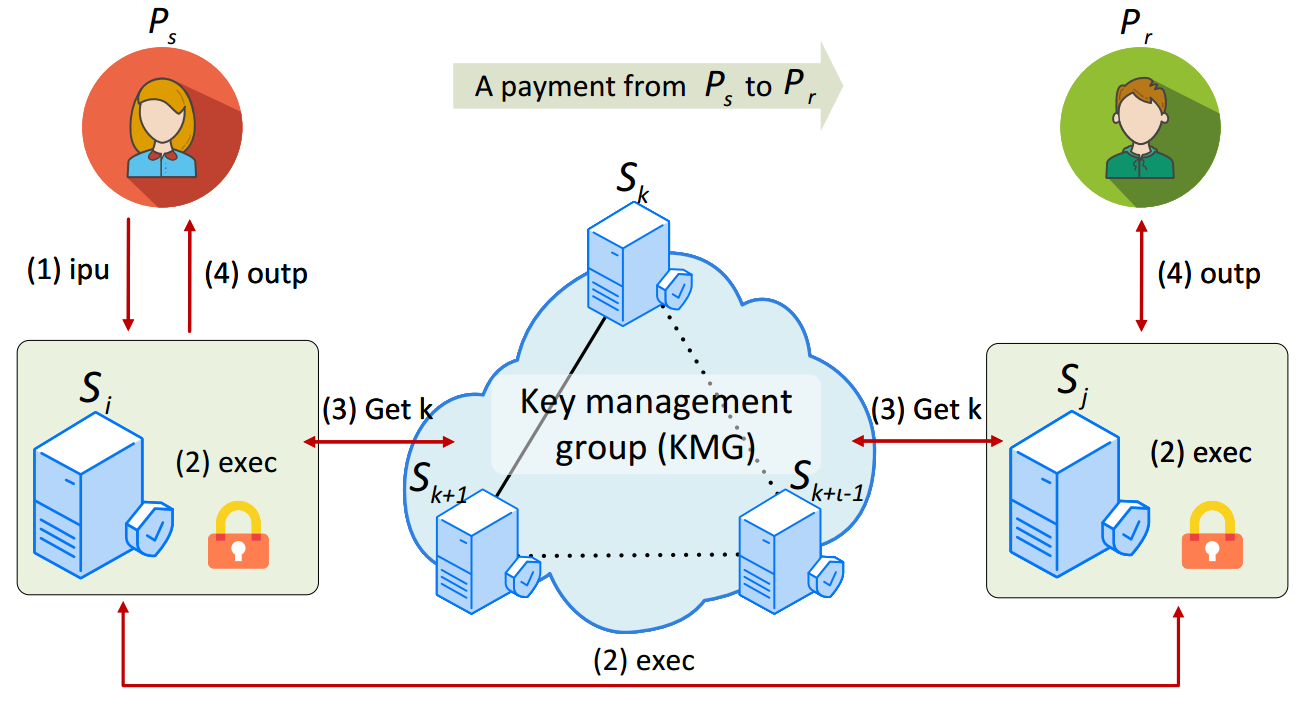 P_s
P_r
A payment from P_s to P_r
S_k
(1) ipu
(4) outp
(4) outp
S_i
(3) Get k
Key management
group (KMG)
(3) Get k
S_j
(2) exec
(2) exec
S_k+1
S_k+ι-1
(2) exec